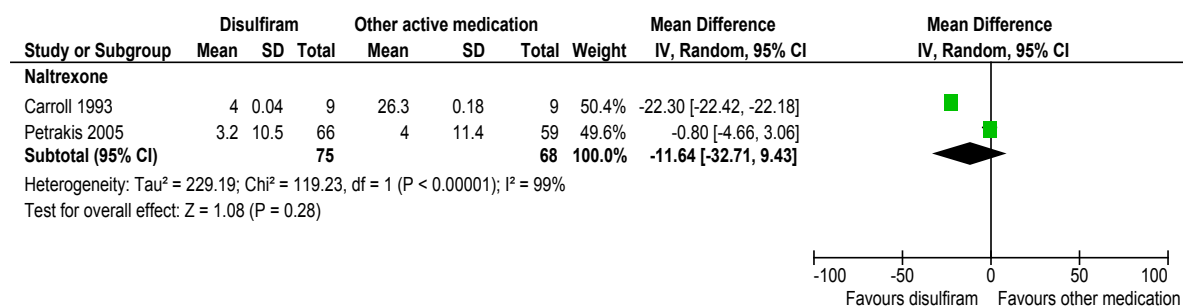 Disulfiram Other active medication Mean Difference Mean Difference
Study or Subgroup Mean SD Total Mean SD Total Weight IV, Random, 95% CI IV, Random, 95% CI
Naltrexone
Carroll 1993 4 0.04 9 26.3 0.18 9 50.4% -22.30 [-22.42, -22.18]
Petrakis 2005 3.2 10.5 66 4 11.4 59 49.6% -0.80 [-4.66, 3.06]
Subtotal (95% CI) 75 68 100.0% -11.64 [-32.71, 9.43]
Heterogeneity: Tau² = 229.19; Chi² = 119.23, df = 1 (P < 0.00001); I² = 99%
Test for overall effect: Z = 1.08 (P = 0.28)
-100 -50 0 50 100
Favours disulfiram Favours other medication